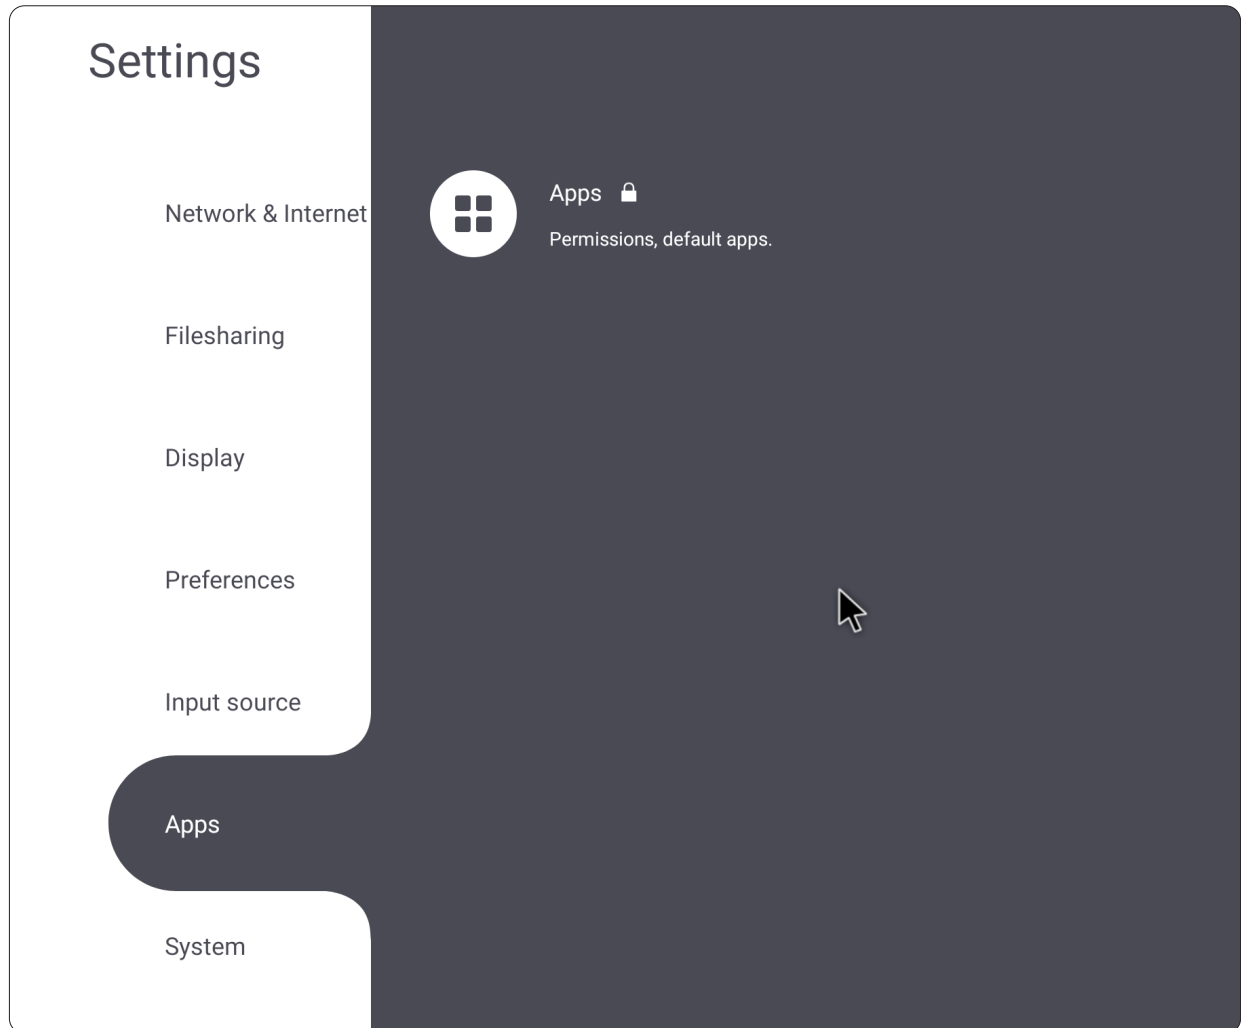 Settings
Network & Internet
Filesharing
Display
Preferences
Input source
Apps
System
Apps
Permissions, default apps.